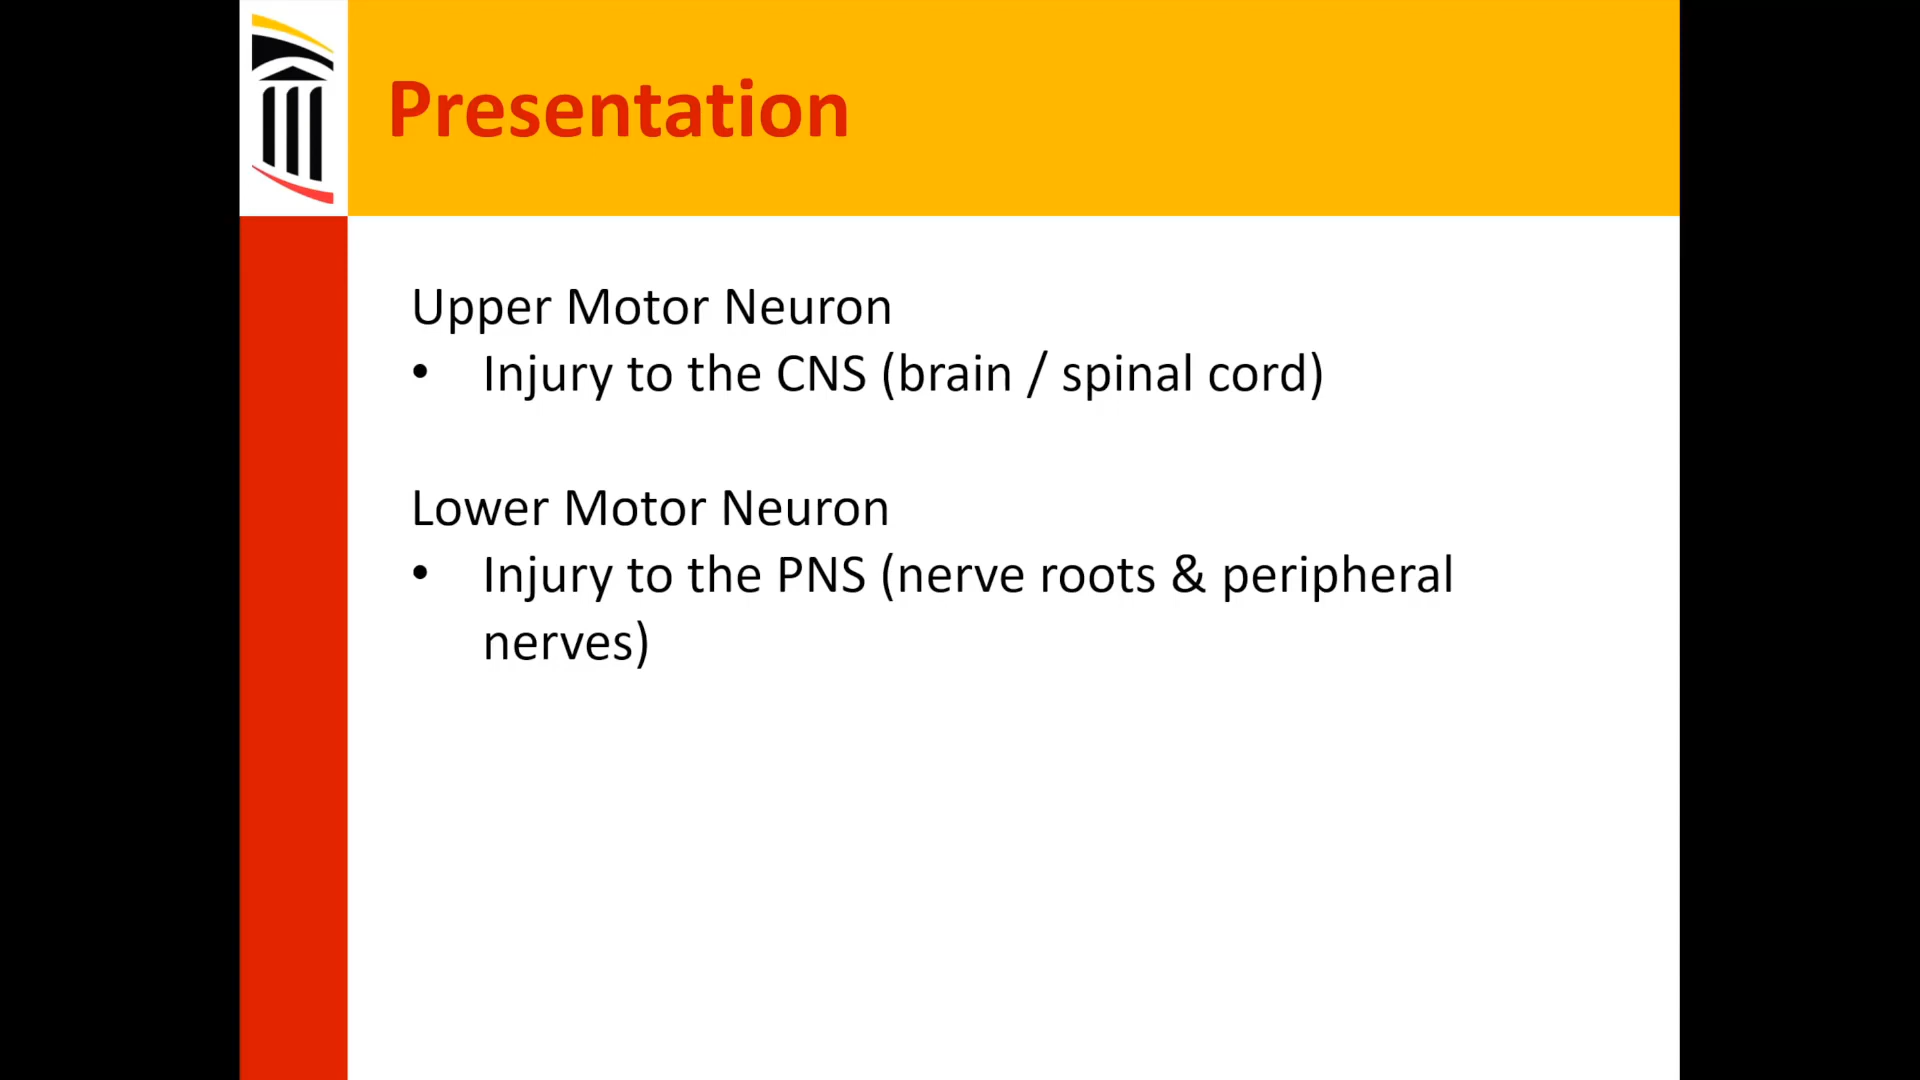 Presentation
Upper Motor Neuron
• Injury to the CNS (brain / spinal cord)
Lower Motor Neuron
• Injury to the PNS (nerve roots & peripheral
nerves)